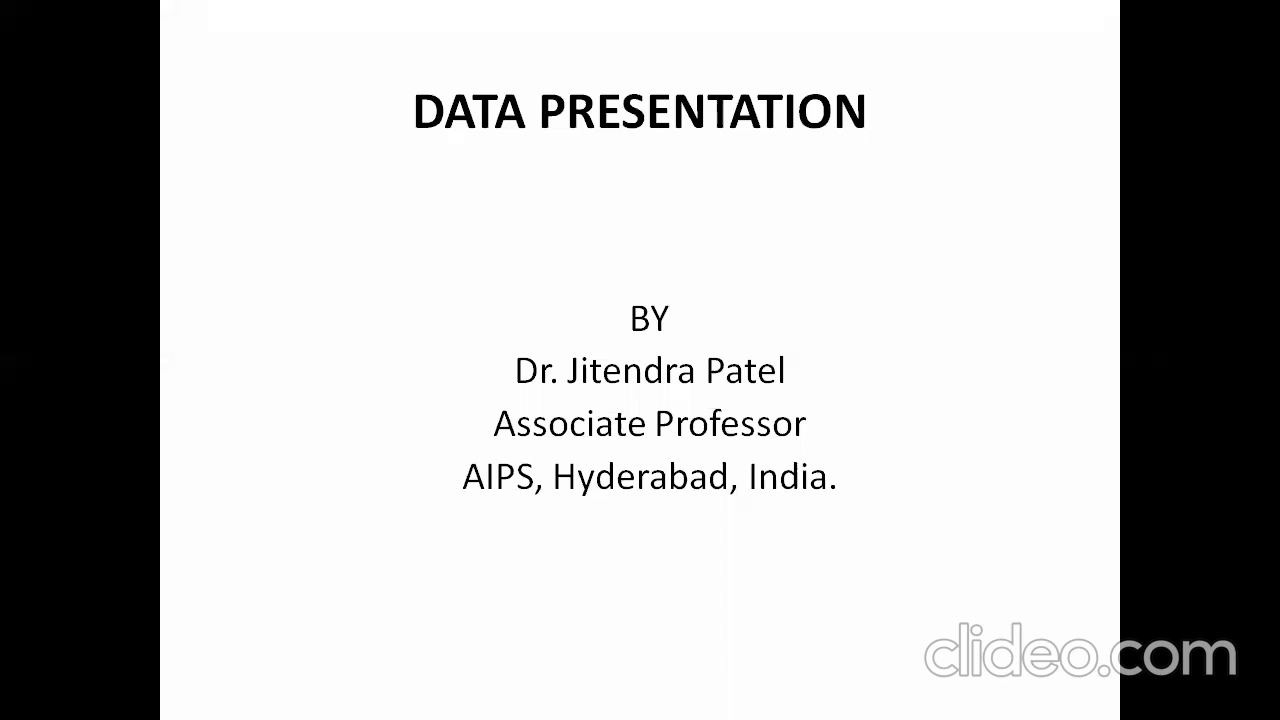 DATA PRESENTATION
BY
Dr. Jitendra Patel
Associate Professor
AIPS, Hyderabad, India.
clideo.com